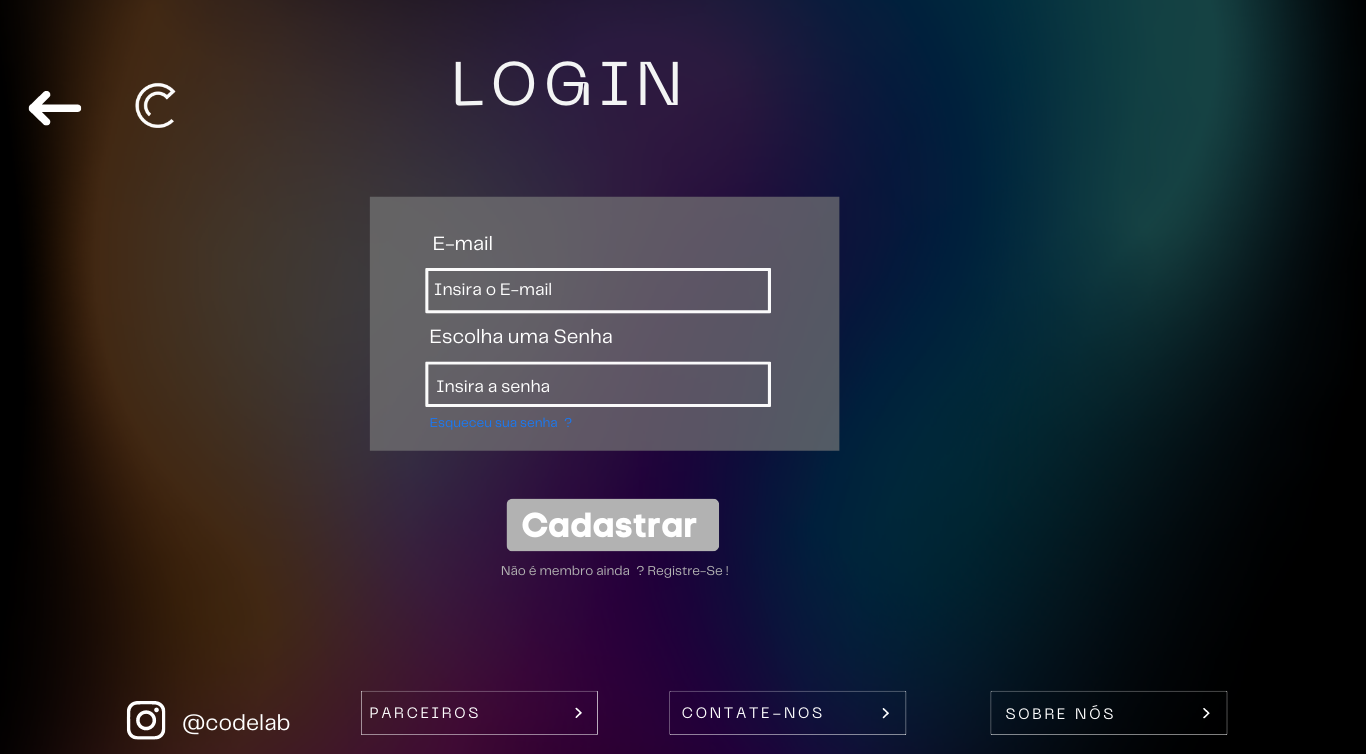 LOGIN
E-mail
Insira o E-mail
Escolha uma Senha
Insira a senha
Esqueceu sua senha ?
Cadastrar
Não é membro ainda ? Registre-Se !
@codelab
PARCEIROS
CONTATE-NOS
SOBRE NÓS